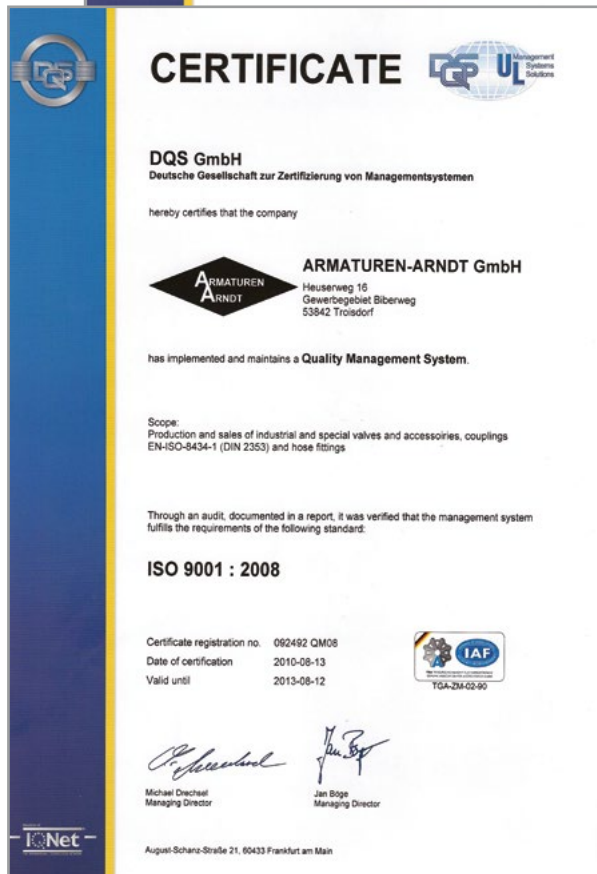 DQS
CERTIFICATE
DQS
UL
Management
Systems
Solutions
DQS GmbH
Deutsche Gesellschaft zur Zertifizierung von Managementsystemen
hereby certifies that the company
ARMATUREN
ARNDT
ARMATUREN-ARNDT GmbH
Heuserweg 16
Gewerbegebiet Biberweg
53842 Troisdorf
has implemented and maintains a Quality Management System.
Scope:
Production and sales of industrial and special valves and accessoiries, couplings
EN-ISO-8434-1 (DIN 2353) and hose fittings
Through an audit, documented in a report, it was verified that the management system
fulfills the requirements of the following standard:
ISO 9001 : 2008
Certificate registration no. 092492 QM08
Date of certification 2010-08-13
Valid until 2013-08-12
IAF
TGA-ZM-02-90
Michael Drechsel
Managing Director
Jan Böge
Managing Director
IQNet
August-Schanz-Straße 21, 60433 Frankfurt am Main